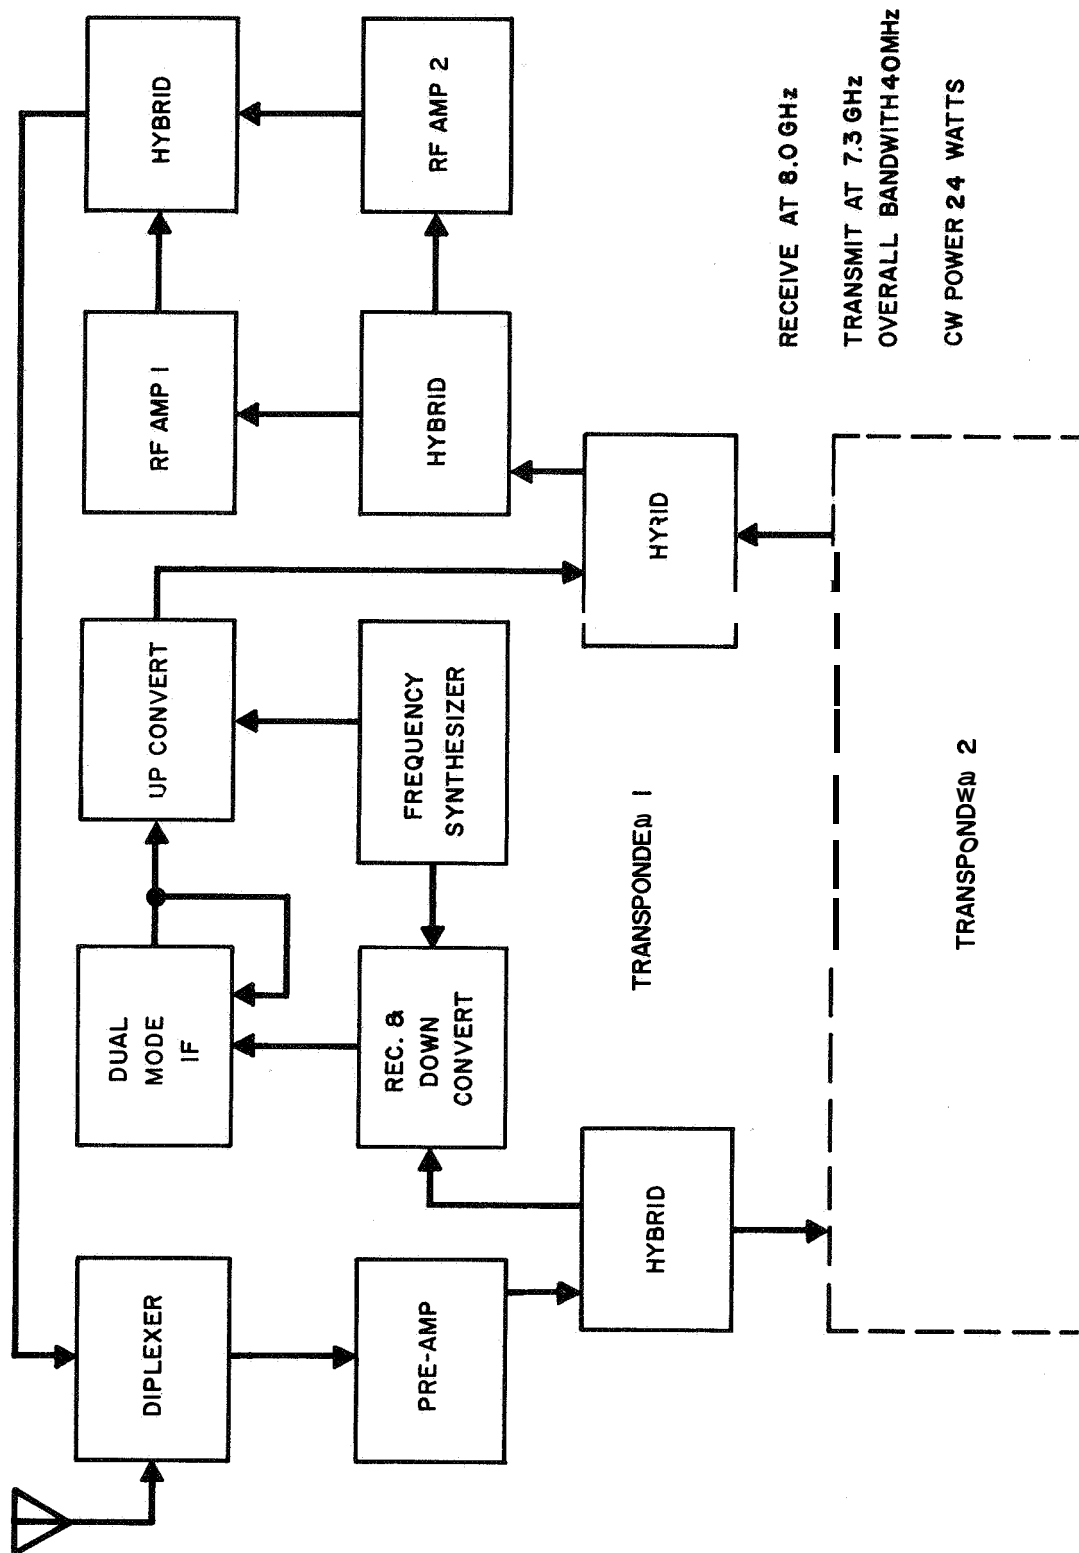 DIPLEXER
DUAL
MODE
IF
UP CONVERT
RF AMP 1
HYBRID
PRE-AMP
REC. &
DOWN
CONVERT
FREQUENCY
SYNTHESIZER
HYBRID
RF AMP 2
HYBRID
TRANSPONDER 1
HYRID
TRANSPONDER 2
RECEIVE AT 8.0 GHz
TRANSMIT AT 7.3 GHz
OVERALL BANDWITH 40MHz
CW POWER 24 WATTS